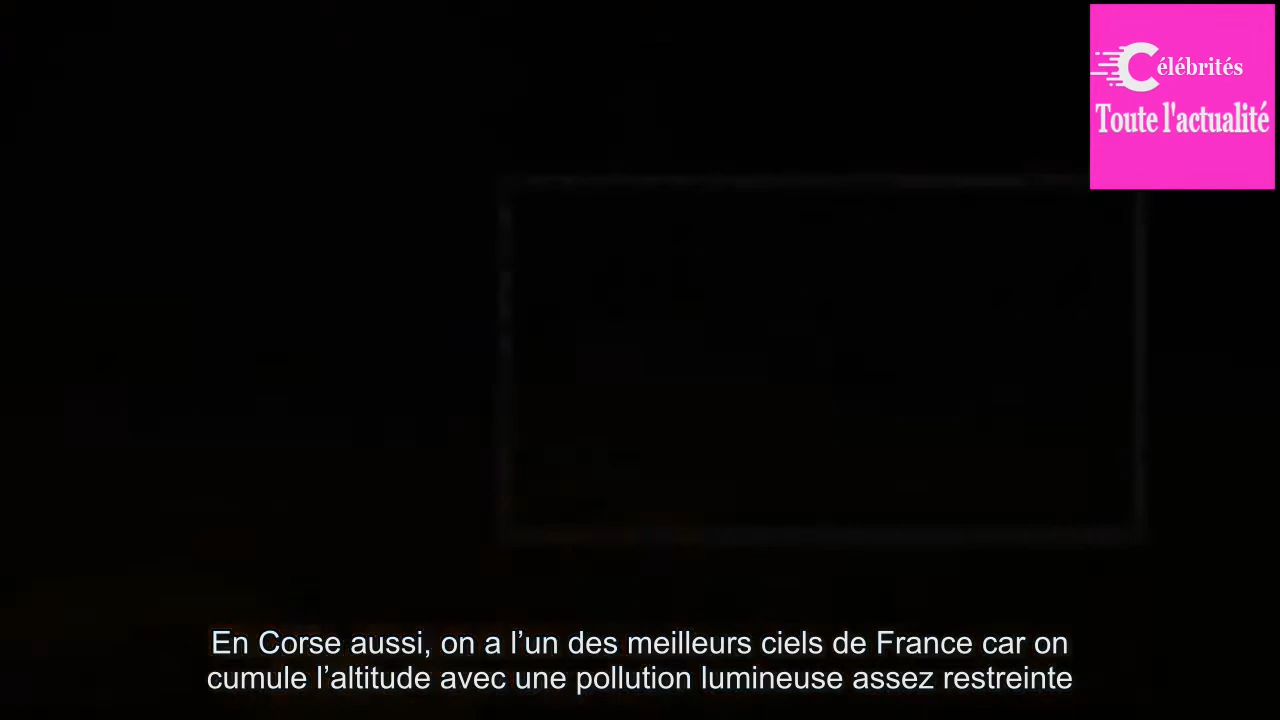 Célébrités
Toute l'actualité
En Corse aussi, on a l’un des meilleurs ciels de France car on
cumule l’altitude avec une pollution lumineuse assez restreinte